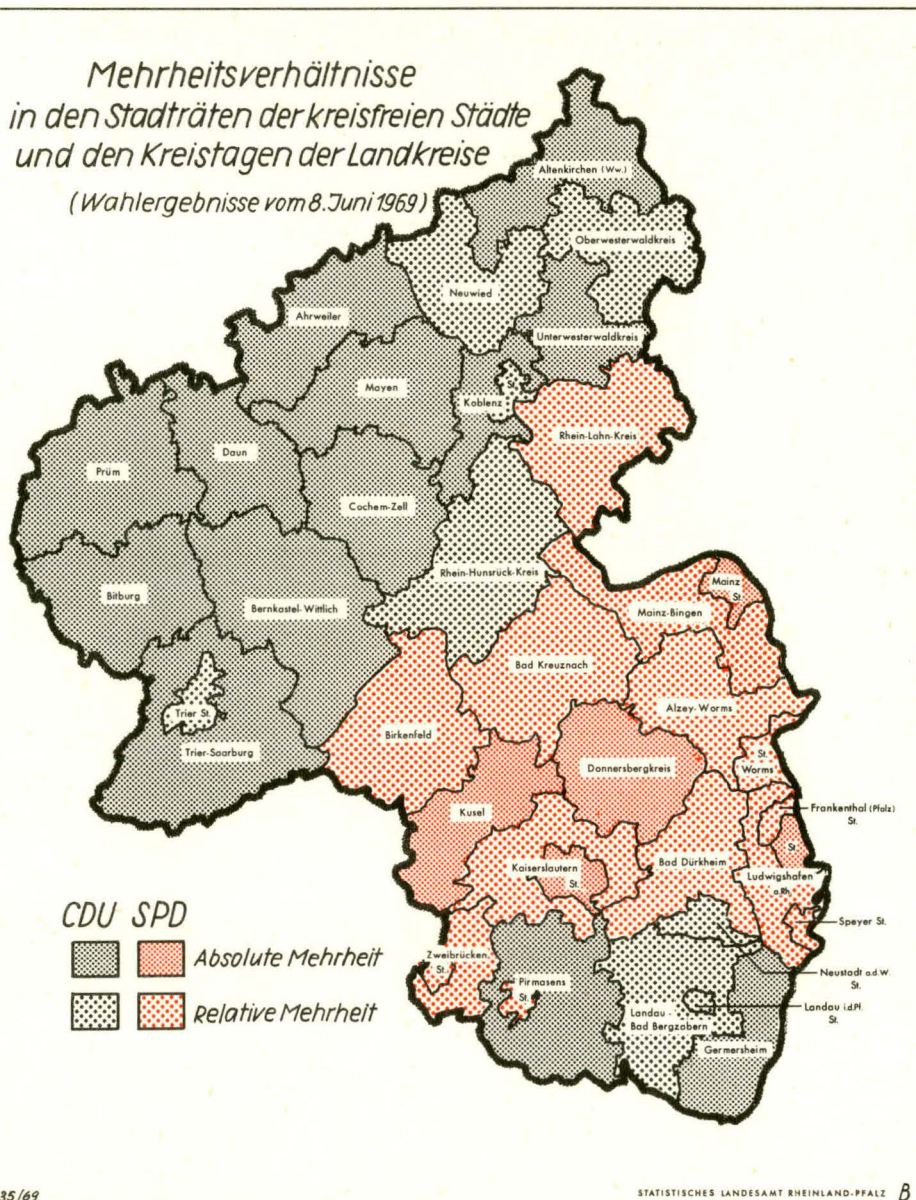 Mehrheitsverhältnisse
in den Stadträten der kreisfreien Städte
und den Kreistagen der Landkreise
(Wahlergebnisse vom 8. Juni 1969)
Altenkirchen (Ww.)
Oberwesterwaldkreis
Neuwied
Ahrweiler
Unterwesterwaldkreis
Mayen
St.
Koblenz
Rhein-Lahn-Kreis
Daun
Prüm
Cochem-Zell
Rhein-Hunsrück-Kreis
Mainz
St.
Bitburg
Bernkastel-Wittlich
Mainz-Bingen
Bad Kreuznach
Trier St.
Alzey-Worms
Birkenfeld
Trier-Saarburg
St.
Worms
Donnersbergkreis
Kusel
Frankenthal (Pfalz)
St.
St.
Kaiserslautern
St.
Bad Dürkheim
Ludwigshafen
a.Rh.
Speyer St.
CDU SPD
Absolute Mehrheit
Relative Mehrheit
Zweibrücken
St.
Pirmasens
St.
Neustadt a.d.W.
St.
Landau i.d.Pf.
St.
Landau -
Bad Bergzabern
Germersheim
35/69
STATISTISCHES LANDESAMT RHEINLAND-PFALZ B